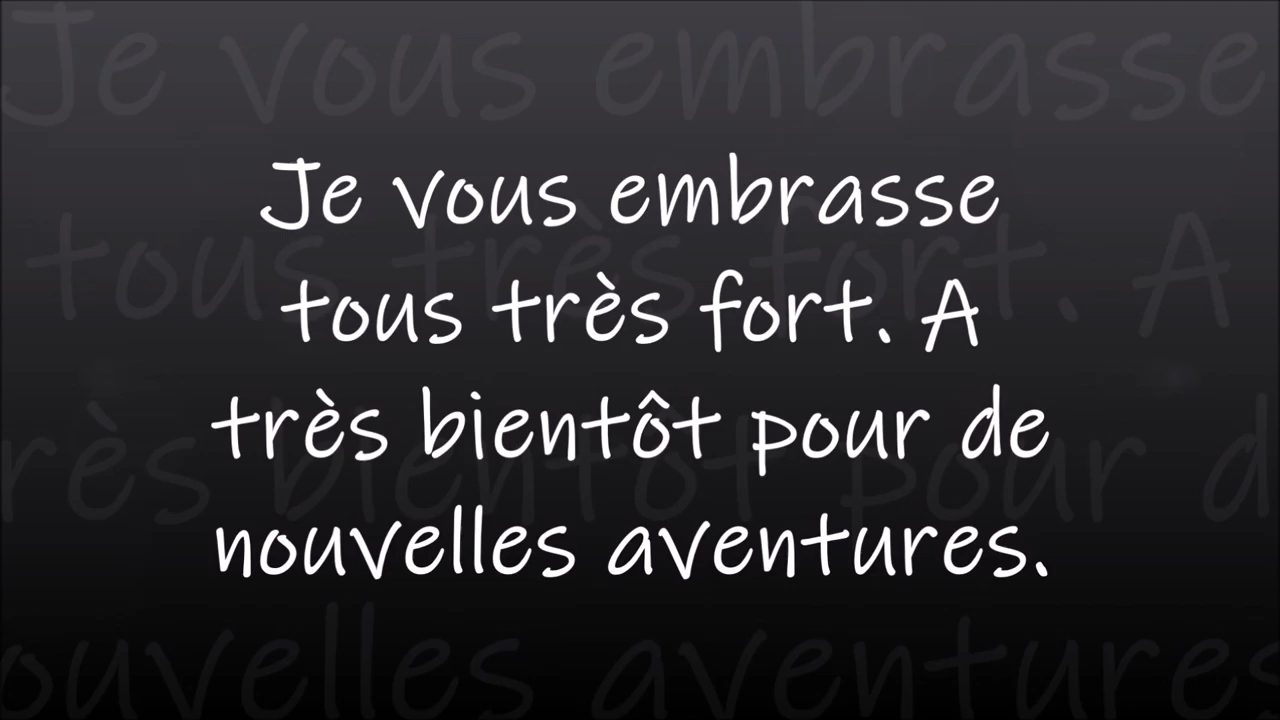 Je vous embrasse
tous très fort. A
très bientôt pour de
nouvelles aventures.